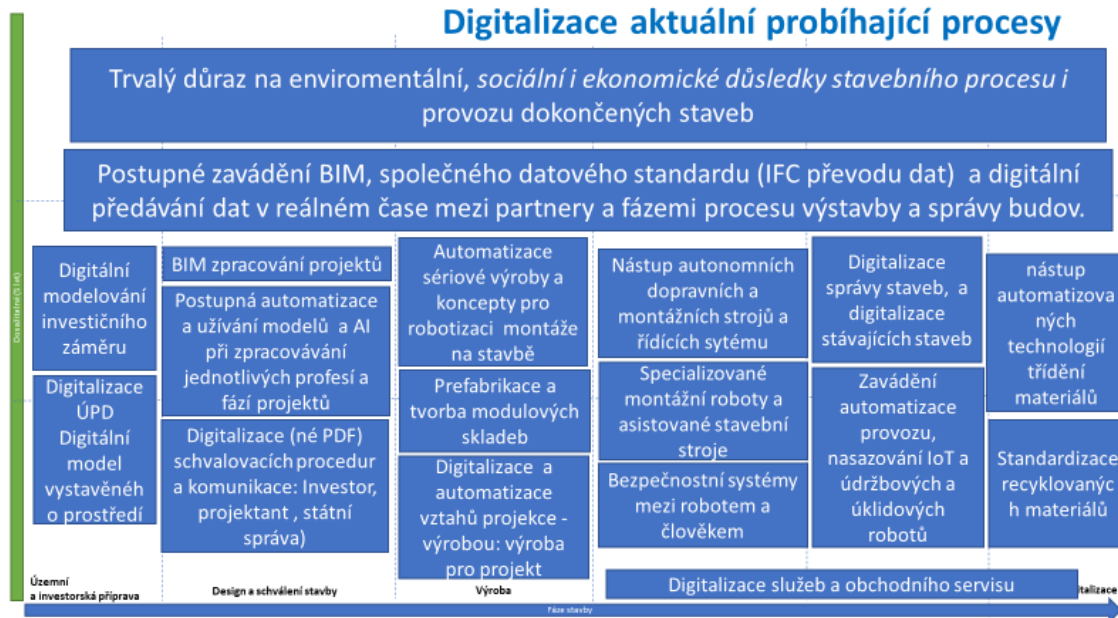 Digitalizace aktuální probíhající procesy
Trvalý důraz na enviromentální, sociální i ekonomické důsledky stavebního procesu i
provozu dokončených staveb
Postupné zavádění BIM, společného datového standardu (IFC převodu dat) a digitální
předávání dat v reálném čase mezi partnery a fázemi procesu výstavby a správy budov.
Digitální
modelování
investičního
záměru
Digitalizace
ÚPD
Digitální
model
vystavěnéh
o prostředí
BIM zpracování projektů
Postupná automatizace
a užívání modelů a AI
při zpracovávání
jednotlivých profesí a
fází projektů
Digitalizace (né PDF)
schvalovacích procedur
a komunikace: Investor,
projektant , státní
správa)
Automatizace
sériové výroby a
koncepty pro
robotizaci montáže
na stavbě
Prefabrikace a
tvorba modulových
skladeb
Digitalizace a
automatizace
vztahů projekce -
výrobou: výroba
pro projekt
Nástup autonomních
dopravních a
montážních strojů a
řídících sytému
Specializované
montážní roboty a
asistované stavební
stroje
Bezpečnostní systémy
mezi robotem a
člověkem
Digitalizace
správy staveb, a
digitalizace
stávajících staveb
Zavádění
automatizace
provozu,
nasazování IoT a
údržbových a
úklidových
robotů
nástup
automatizova
ných
technologií
třídění
materiálů
Standardizace
recyklovanýc
h materiálů
Digitalizace služeb a obchodního servisu
Územní
a investorská příprava
Design a schválení stavby
Výroba
italizace
Fáze stavby